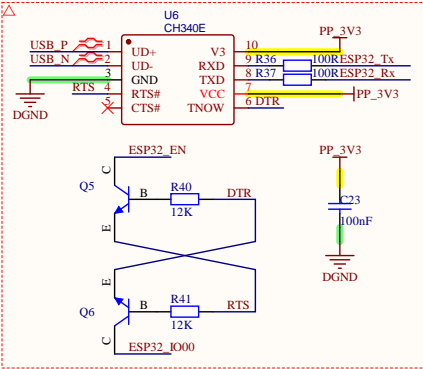 U6
CH340E
PP_3V3
USB_P 1 UD+ V3 10
USB_N 2 UD- RXD 9 R36 100R ESP32_Tx
3 GND TXD 8 R37 100R ESP32_Rx
RTS 4 RTS# VCC 7 PP_3V3
5 CTS# TNOW 6 DTR
DGND
ESP32_EN
PP_3V3
C
Q5 B R40 DTR
12K
C23
100nF
E
DGND
E
Q6 B R41 RTS
12K
C
ESP32_IO00